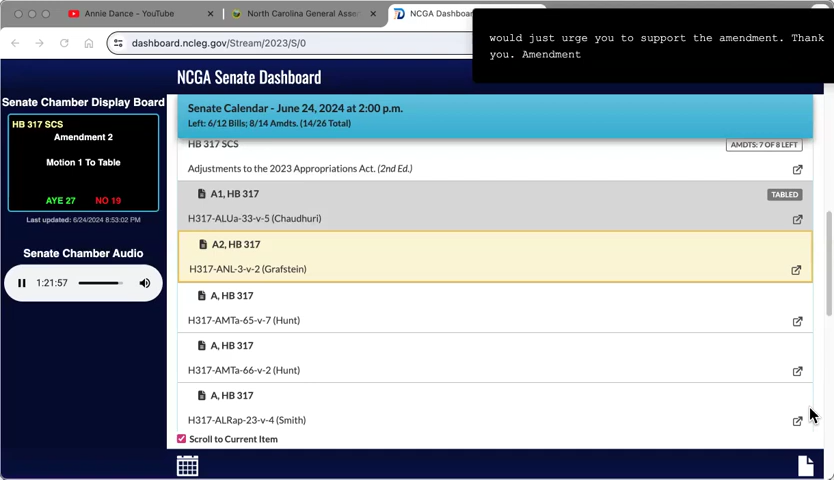 Annie Dance - YouTube
North Carolina General Asse
NCGA Dashboar
would just urge you to support the amendment. Thank
you. Amendment
dashboard.ncleg.gov/Stream/2023/S/0
NCGA Senate Dashboard
Senate Chamber Display Board
HB 317 SCS
Amendment 2
Motion 1 To Table
AYE 27 NO 19
Last updated: 6/24/2024 8:53:02 PM
Senate Chamber Audio
1:21:57
Senate Calendar - June 24, 2024 at 2:00 p.m.
Left: 6/12 Bills; 8/14 Amdts. (14/26 Total)
HB 317 SCS
AMDTS: 7 OF 8 LEFT
Adjustments to the 2023 Appropriations Act. (2nd Ed.)
A1, HB 317
TABLED
H317-ALUa-33-v-5 (Chaudhuri)
A2, HB 317
H317-ANL-3-v-2 (Grafstein)
A, HB 317
H317-AMTa-65-v-7 (Hunt)
A, HB 317
H317-AMTa-66-v-2 (Hunt)
A, HB 317
H317-ALRap-23-v-4 (Smith)
Scroll to Current Item